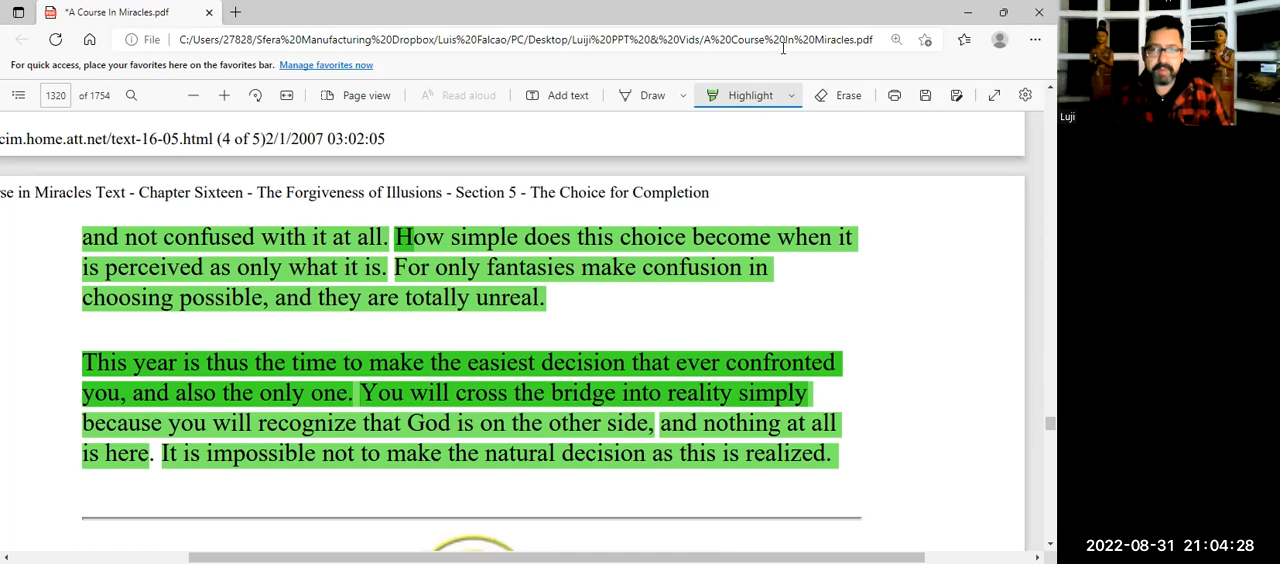 *A Course In Miracles.pdf
File C:/Users/27828/Sfera%20Manufacturing%20Dropbox/Luis%20Falcao/PC/Desktop/Luiji%20PPT%20&%20Vids/A%20Course%20In%20Miracles.pdf
For quick access, place your favorites here on the favorites bar. Manage favorites now
1320 of 1754 Page view Read aloud Add text Draw Highlight Erase
Luji
cim.home.att.net/text-16-05.html (4 of 5)2/1/2007 03:02:05
se in Miracles Text - Chapter Sixteen - The Forgiveness of Illusions - Section 5 - The Choice for Completion
and not confused with it at all. How simple does this choice become when it
is perceived as only what it is. For only fantasies make confusion in
choosing possible, and they are totally unreal.
This year is thus the time to make the easiest decision that ever confronted
you, and also the only one. You will cross the bridge into reality simply
because you will recognize that God is on the other side, and nothing at all
is here. It is impossible not to make the natural decision as this is realized.
2022-08-31 21:04:28